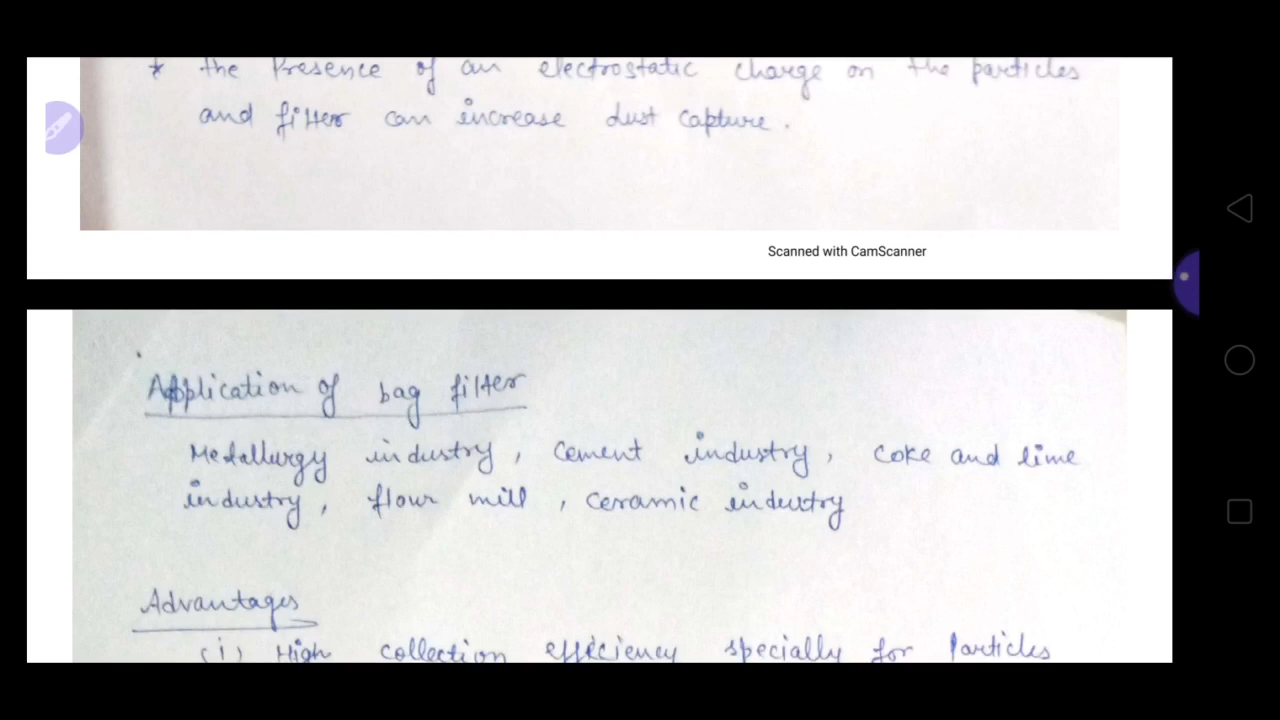 * the Presence of an electrostatic charge on the particles
and filter can increase dust capture.
Scanned with CamScanner
Application of bag filter
Metallurgy industry, Cement industry, Coke and lime
industry, flour mill, ceramic industry
Advantages
(i) High collection efficiency specially for Particles